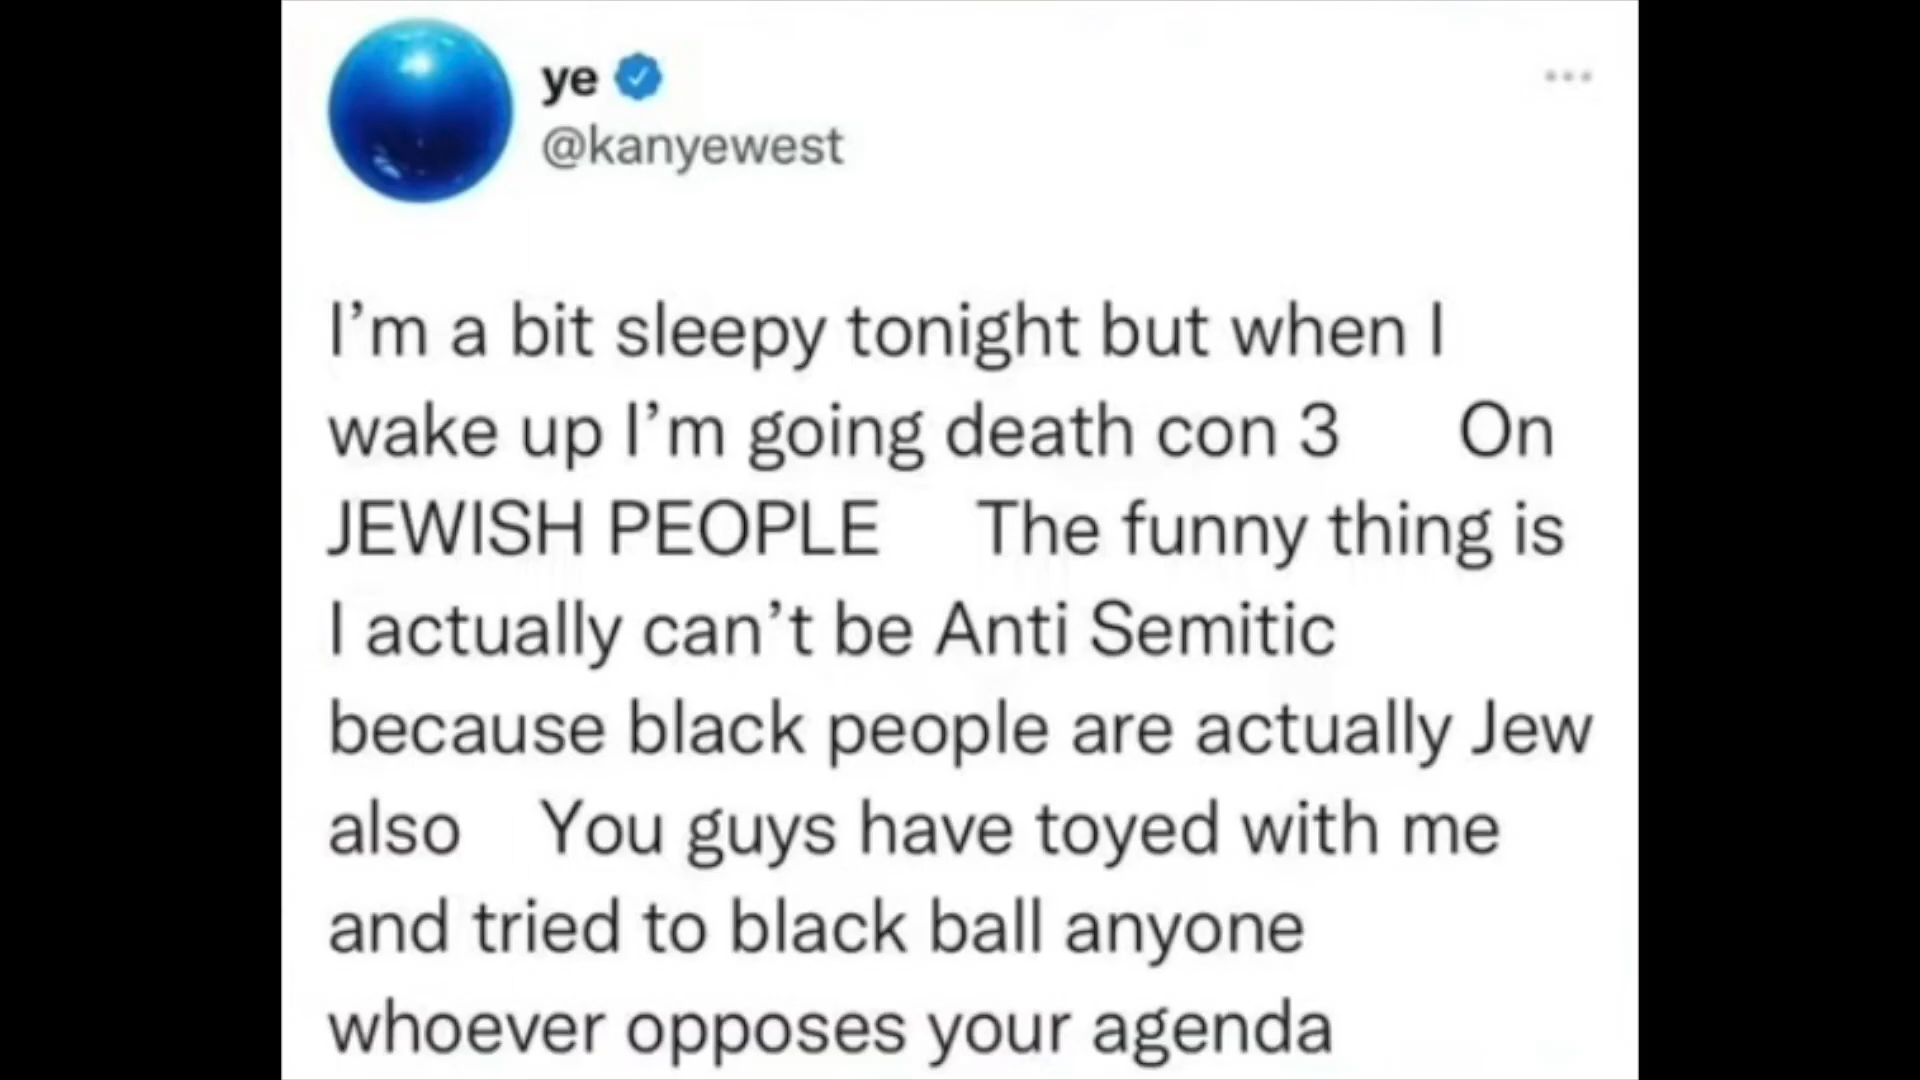 ye
@kanyewest
I'm a bit sleepy tonight but when I
wake up I'm going death con 3 On
JEWISH PEOPLE The funny thing is
I actually can't be Anti Semitic
because black people are actually Jew
also You guys have toyed with me
and tried to black ball anyone
whoever opposes your agenda